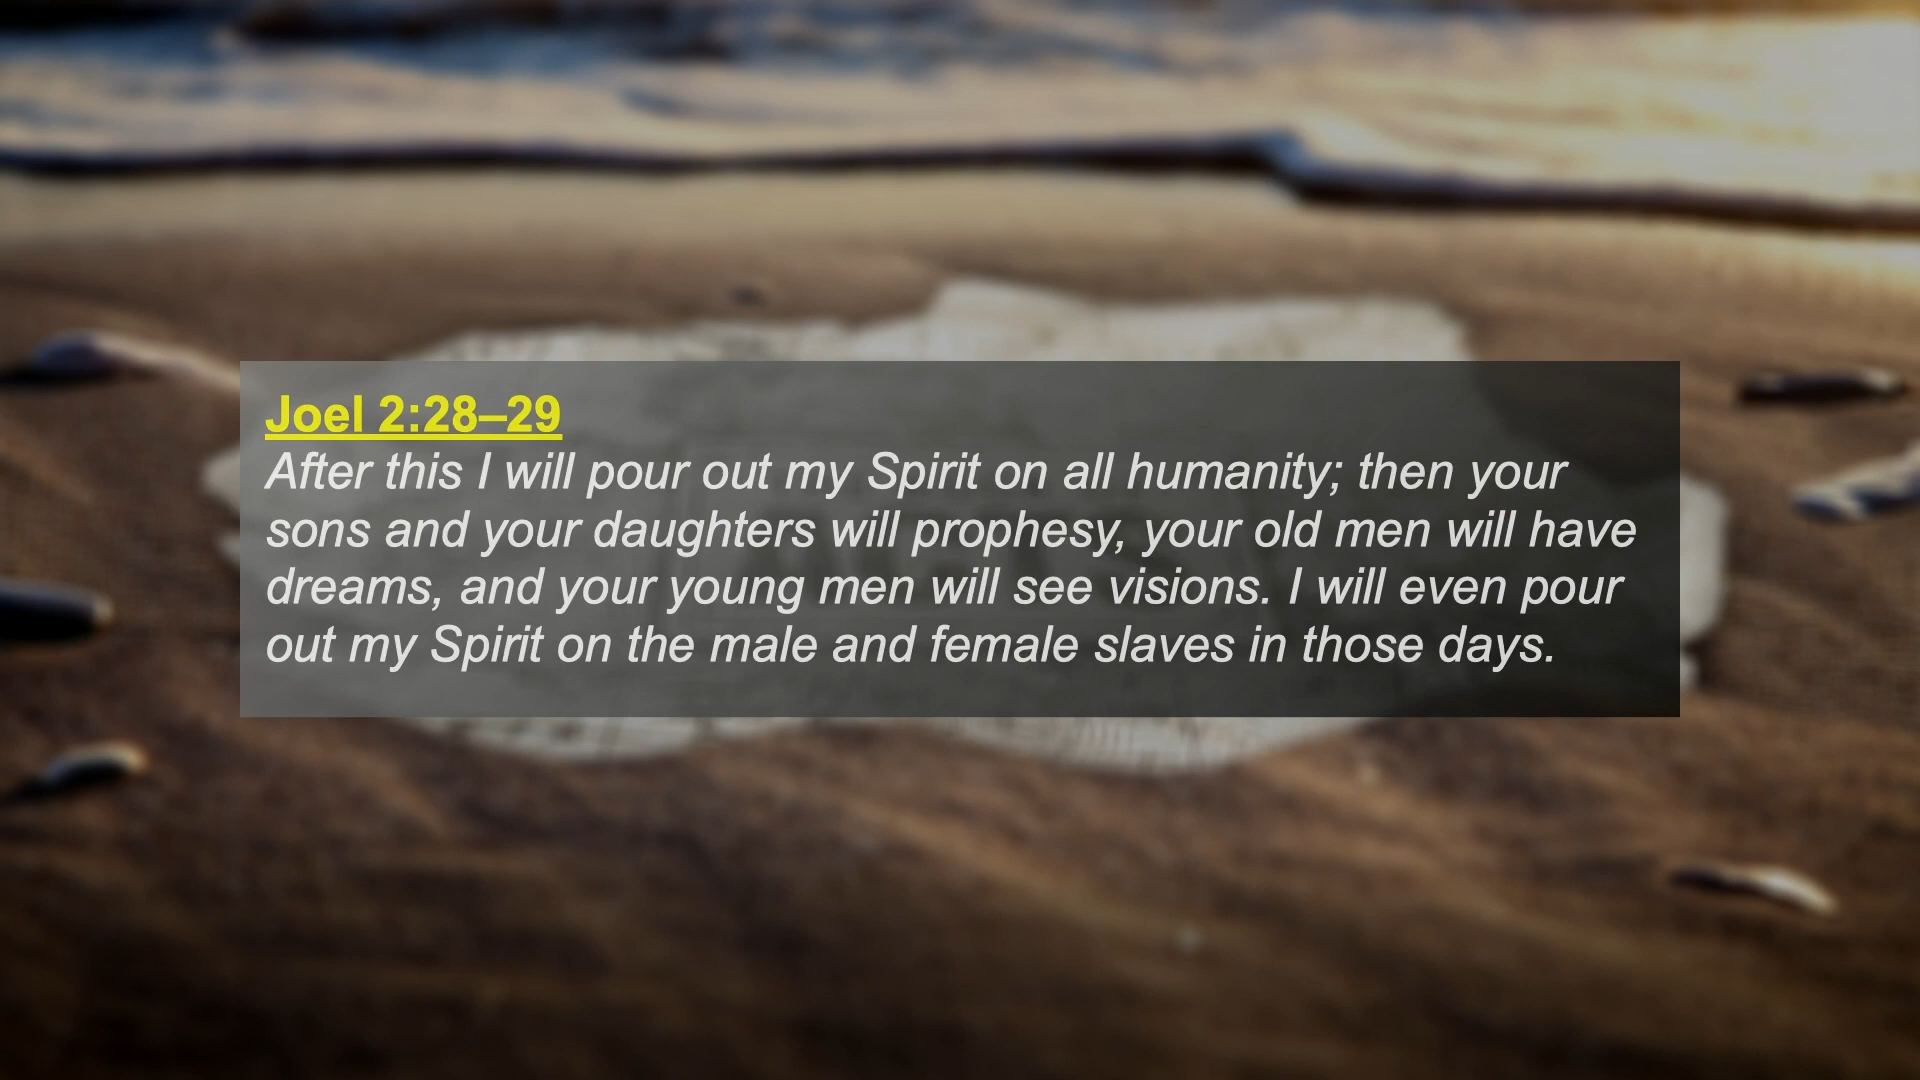 Joel 2:28–29
After this I will pour out my Spirit on all humanity; then your
sons and your daughters will prophesy, your old men will have
dreams, and your young men will see visions. I will even pour
out my Spirit on the male and female slaves in those days.